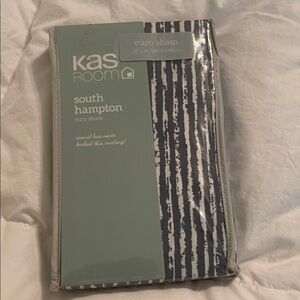 euro sham
kas
ROOM
south
hampton
euro sham
casual has never
looked this inviting!